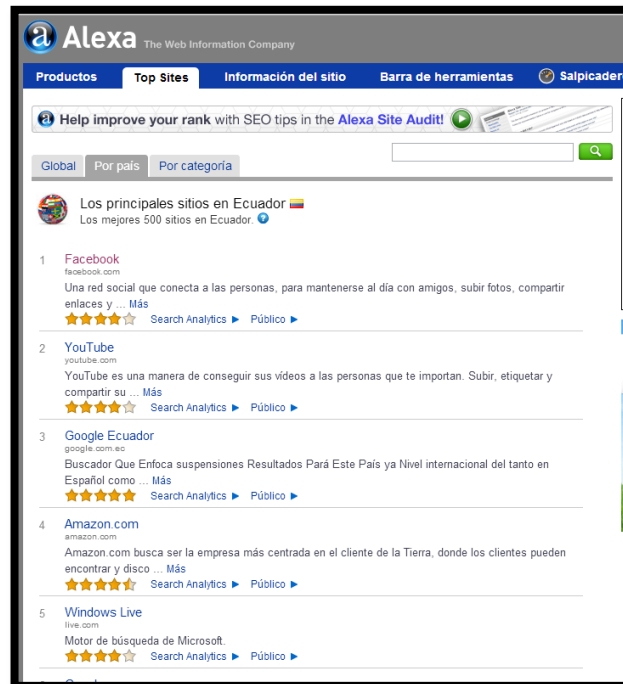 a Alexa The Web Information Company
Productos Top Sites Información del sitio Barra de herramientas Salpicader
a Help improve your rank with SEO tips in the Alexa Site Audit!
Global Por país Por categoría
Los principales sitios en Ecuador
Los mejores 500 sitios en Ecuador. ?
1 Facebook
facebook.com
Una red social que conecta a las personas, para mantenerse al día con amigos, subir fotos, compartir
enlaces y ... Más
Search Analytics Público
2 YouTube
youtube.com
YouTube es una manera de conseguir sus vídeos a las personas que te importan. Subir, etiquetar y
compartir su ... Más
Search Analytics Público
3 Google Ecuador
google.com.ec
Buscador Que Enfoca suspensiones Resultados Pará Este País ya Nivel internacional del tanto en
Español como ... Más
Search Analytics Público
4 Amazon.com
amazon.com
Amazon.com busca ser la empresa más centrada en el cliente de la Tierra, donde los clientes pueden
encontrar y disco ... Más
Search Analytics Público
5 Windows Live
live.com
Motor de búsqueda de Microsoft.
Search Analytics Público